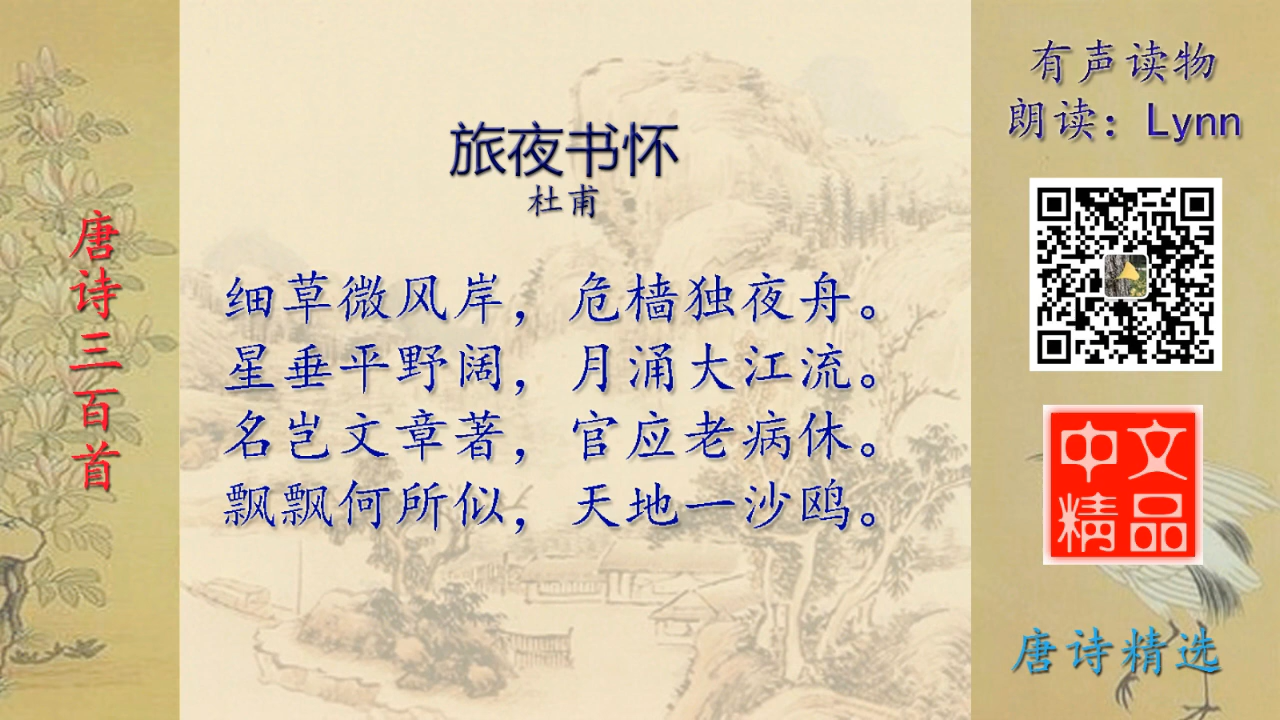 旅夜书怀
杜甫
细草微风岸，危樯独夜舟。
星垂平野阔，月涌大江流。
名岂文章著，官应老病休。
飘飘何所似，天地一沙鸥。
唐诗三百首
有声读物
朗读：Lynn
中文
精品
唐诗精选